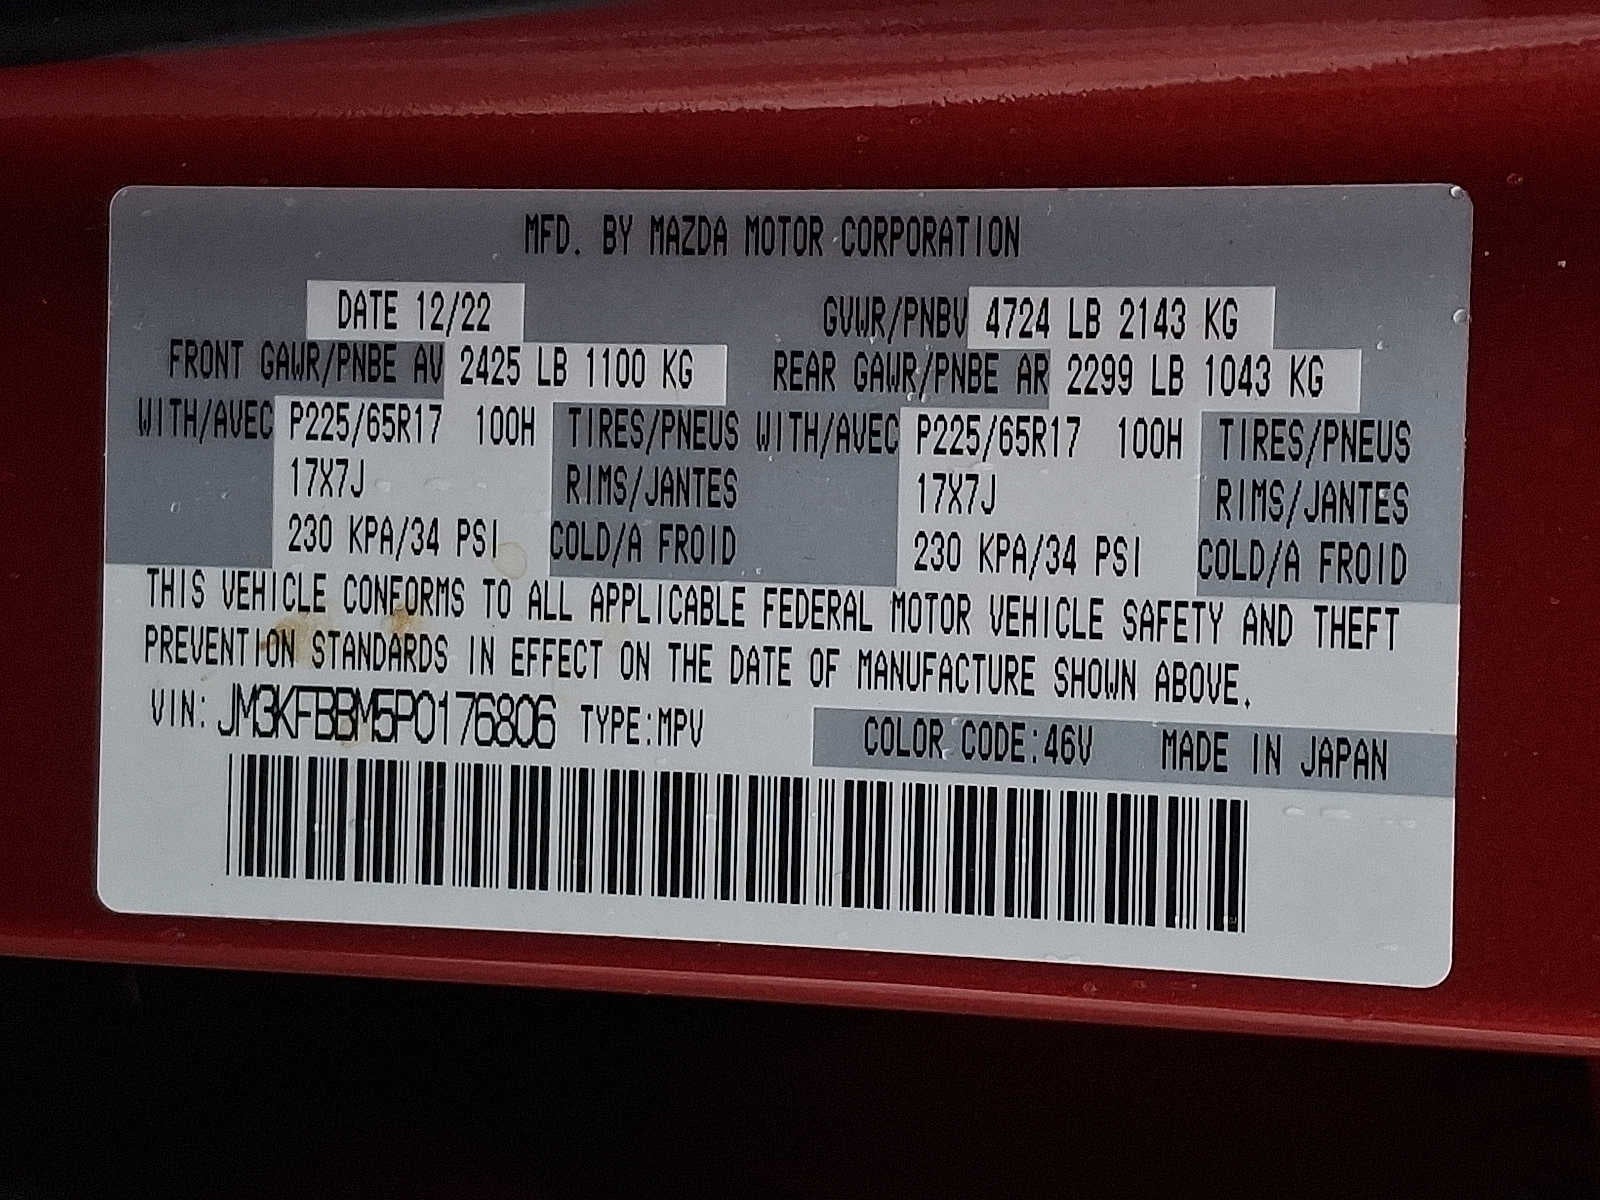 MFD. BY MAZDA MOTOR CORPORATION
DATE 12/22 GVWR/PNBV 4724 LB 2143 KG
FRONT GAWR/PNBE AV 2425 LB 1100 KG REAR GAWR/PNBE AR 2299 LB 1043 KG
WITH/AVEC P225/65R17 100H TIRES/PNEUS WITH/AVEC P225/65R17 100H TIRES/PNEUS
17X7J RIMS/JANTES 17X7J RIMS/JANTES
230 KPA/34 PSI COLD/A FROID 230 KPA/34 PSI COLD/A FROID
THIS VEHICLE CONFORMS TO ALL APPLICABLE FEDERAL MOTOR VEHICLE SAFETY AND THEFT
PREVENTION STANDARDS IN EFFECT ON THE DATE OF MANUFACTURE SHOWN ABOVE.
VIN: JM3KFBBM5P0176806 TYPE:MPV COLOR CODE:46V MADE IN JAPAN